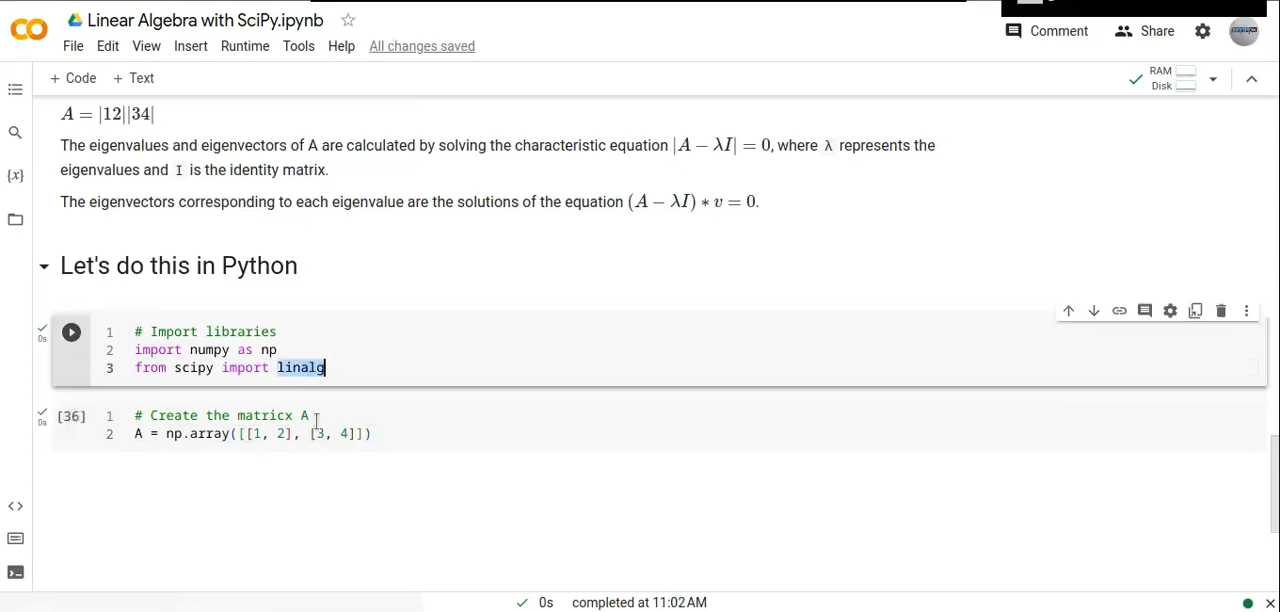 Linear Algebra with SciPy.ipynb
File Edit View Insert Runtime Tools Help All changes saved
Comment Share
+ Code + Text
RAM
Disk
A = |12||34|
The eigenvalues and eigenvectors of A are calculated by solving the characteristic equation |A − λI| = 0, where λ represents the
eigenvalues and I is the identity matrix.
The eigenvectors corresponding to each eigenvalue are the solutions of the equation (A − λI) ∗ v = 0.
Let's do this in Python
0s
1 # Import libraries
2 import numpy as np
3 from scipy import linalg
[36]
0s
1 # Create the matricx A
2 A = np.array([[1, 2], [3, 4]])
0s completed at 11:02 AM